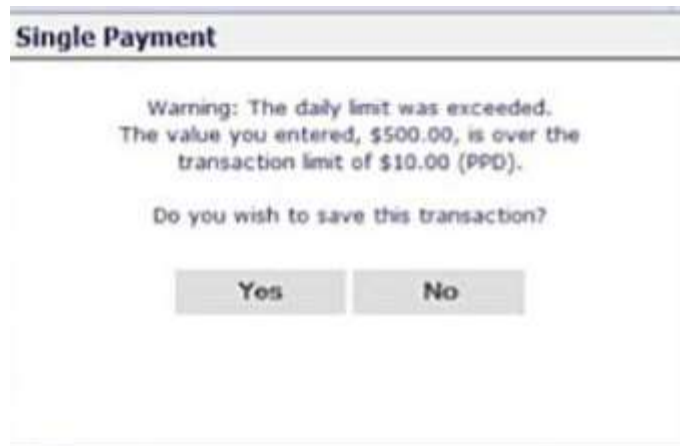 Single Payment
Warning: The daily limit was exceeded.
The value you entered, $500.00, is over the
transaction limit of $10.00 (PPD).
Do you wish to save this transaction?
Yes No